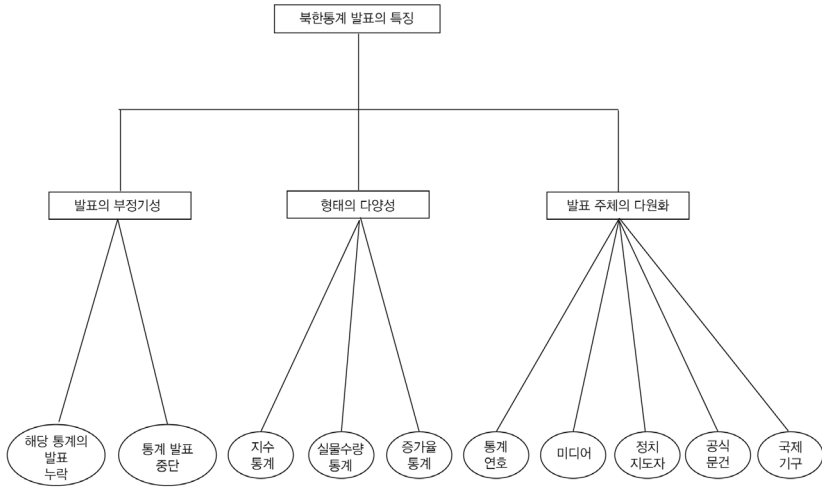 북한통계 발표의 특징
발표의 부정기성
형태의 다양성
발표 주체의 다원화
해당 통계의
발표
누락
통계 발표
중단
지수
통계
실물수량
통계
증가율
통계
통계
연호
미디어
정치
지도자
공식
문건
국제
기구